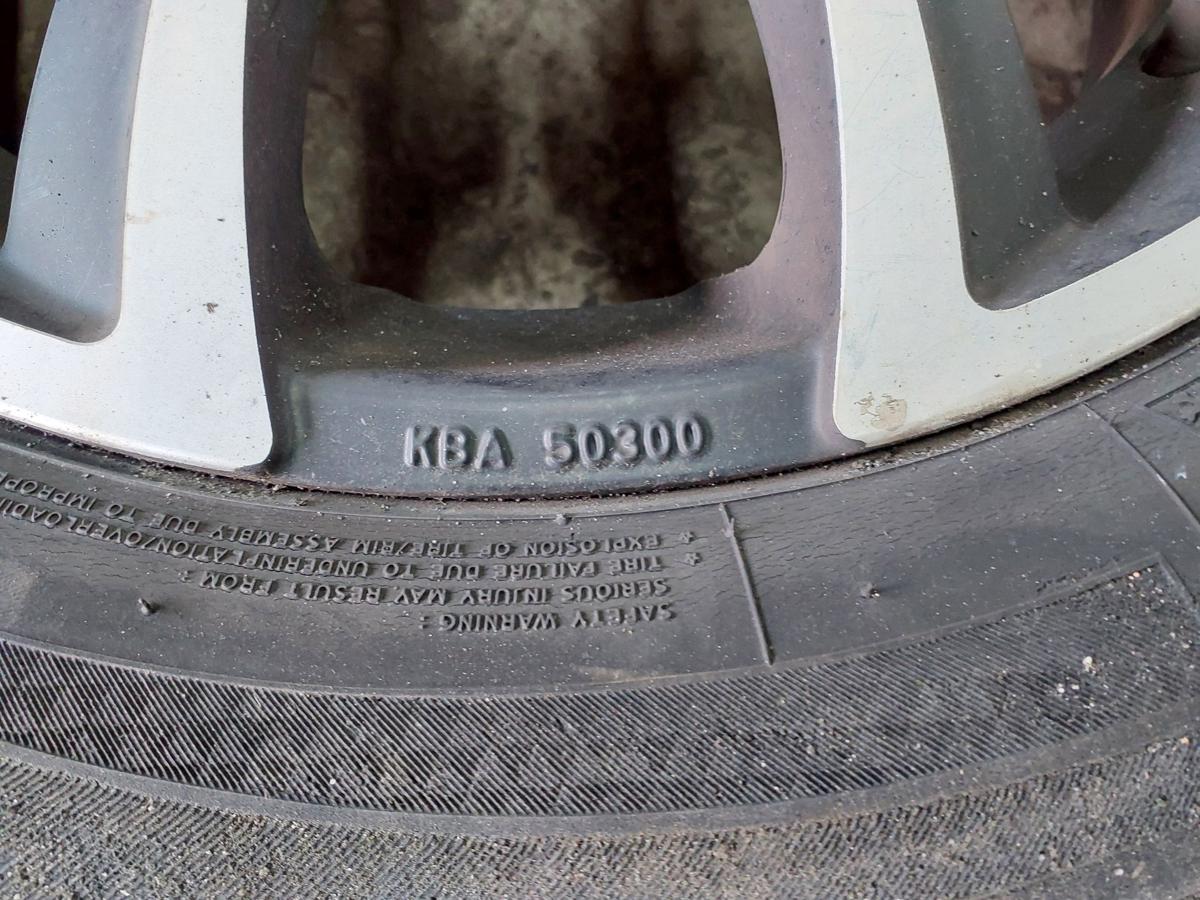 KBA 50300
SAFETY WARNING :
SERIOUS INJURY MAY RESULT FROM :
* TIRE FAILURE DUE TO UNDERINFLATION/OVERLOADI
* EXPLOSION OF TIRE/RIM ASSEMBLY DUE TO IMPROP